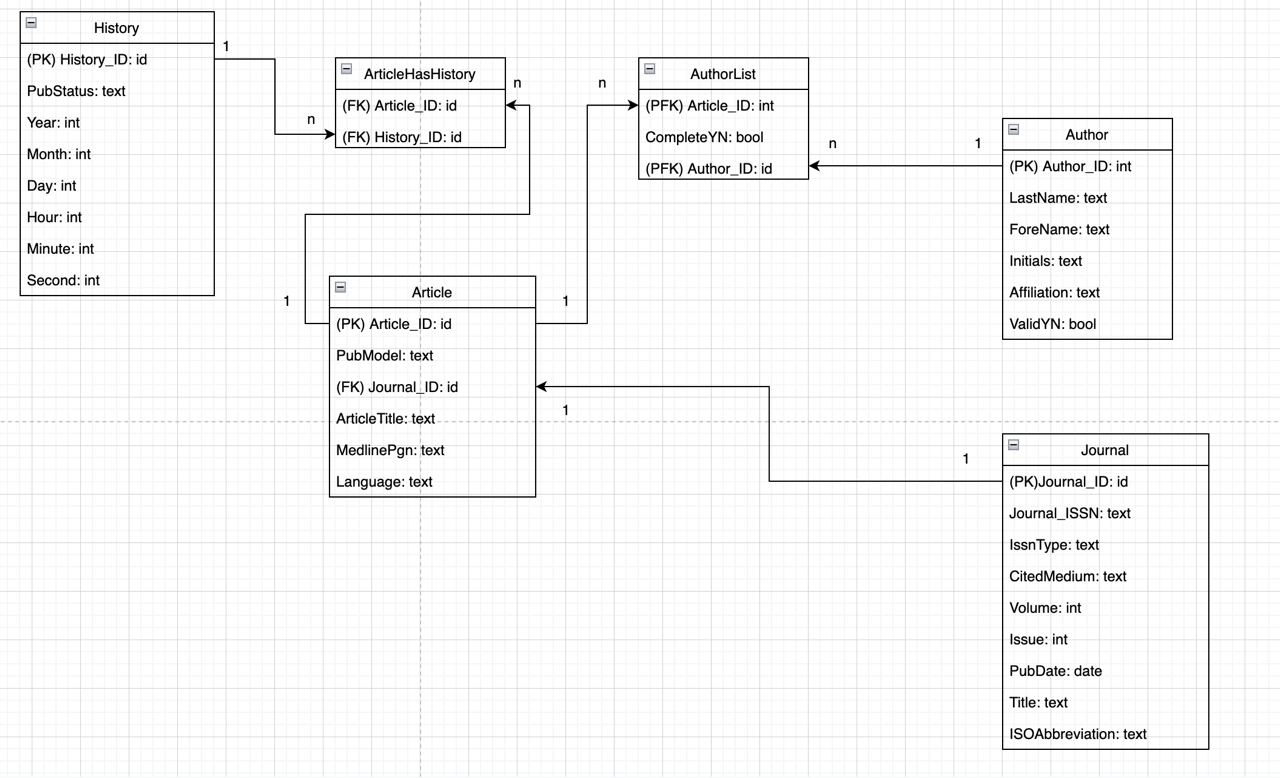 History
(PK) History_ID: id
PubStatus: text
Year: int
Month: int
Day: int
Hour: int
Minute: int
Second: int
1
n
ArticleHasHistory
(FK) Article_ID: id
(FK) History_ID: id
n
n
AuthorList
(PFK) Article_ID: int
CompleteYN: bool
(PFK) Author_ID: id
n
1
Author
(PK) Author_ID: int
LastName: text
ForeName: text
Initials: text
Affiliation: text
ValidYN: bool
1
Article
(PK) Article_ID: id
PubModel: text
(FK) Journal_ID: id
ArticleTitle: text
MedlinePgn: text
Language: text
1
1
1
Journal
(PK)Journal_ID: id
Journal_ISSN: text
IssnType: text
CitedMedium: text
Volume: int
Issue: int
PubDate: date
Title: text
ISOAbbreviation: text